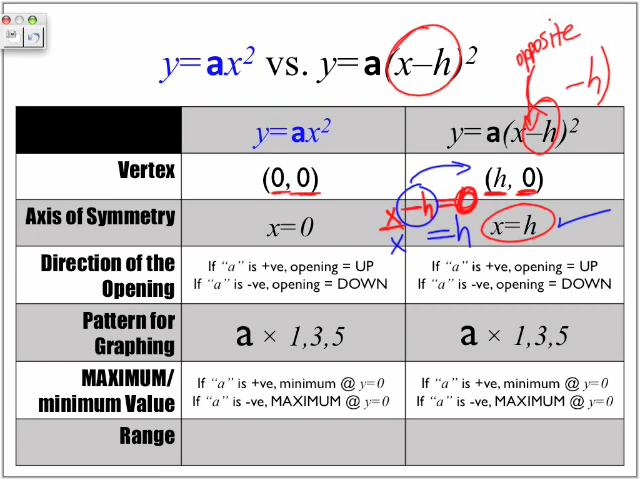 y=ax² vs. y=a(x–h)²
opposite
–h)
y=ax² y=a(x–h)²
Vertex (0, 0) (h, 0)
x –h=0
Axis of Symmetry x=0 x=h
x =h
Direction of the Opening If “a” is +ve, opening = UP If “a” is +ve, opening = UP
If “a” is -ve, opening = DOWN If “a” is -ve, opening = DOWN
Pattern for Graphing a × 1,3,5 a × 1,3,5
MAXIMUM/ If “a” is +ve, minimum @ y=0 If “a” is +ve, minimum @ y=0
minimum Value If “a” is -ve, MAXIMUM @ y=0 If “a” is -ve, MAXIMUM @ y=0
Range